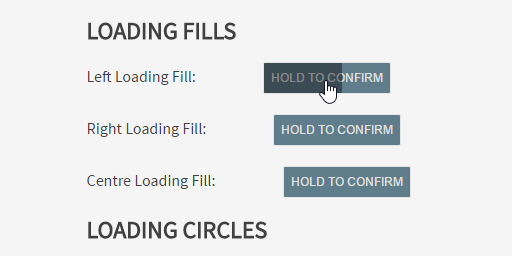 LOADING FILLS
Left Loading Fill: HOLD TO CONFIRM
Right Loading Fill: HOLD TO CONFIRM
Centre Loading Fill: HOLD TO CONFIRM
LOADING CIRCLES